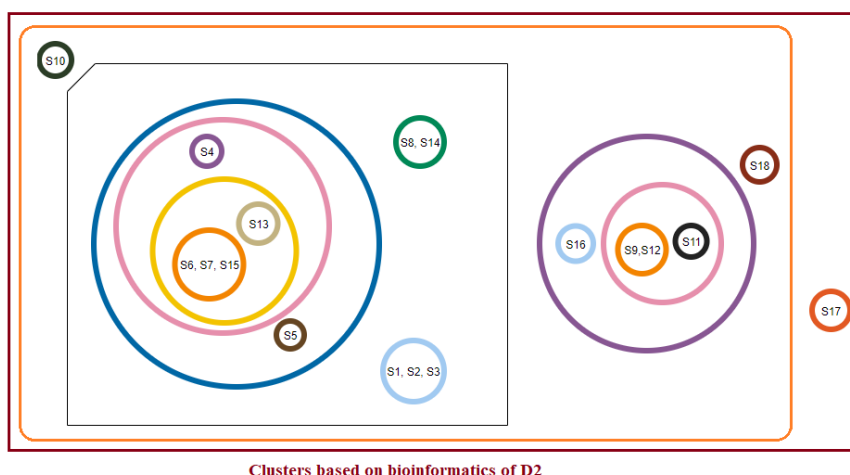 S10
S4
S8, S14
S18
S13
S16
S9,S12
S11
S6, S7, S15
S17
S5
S1, S2, S3
Clusters based on bioinformatics of D2